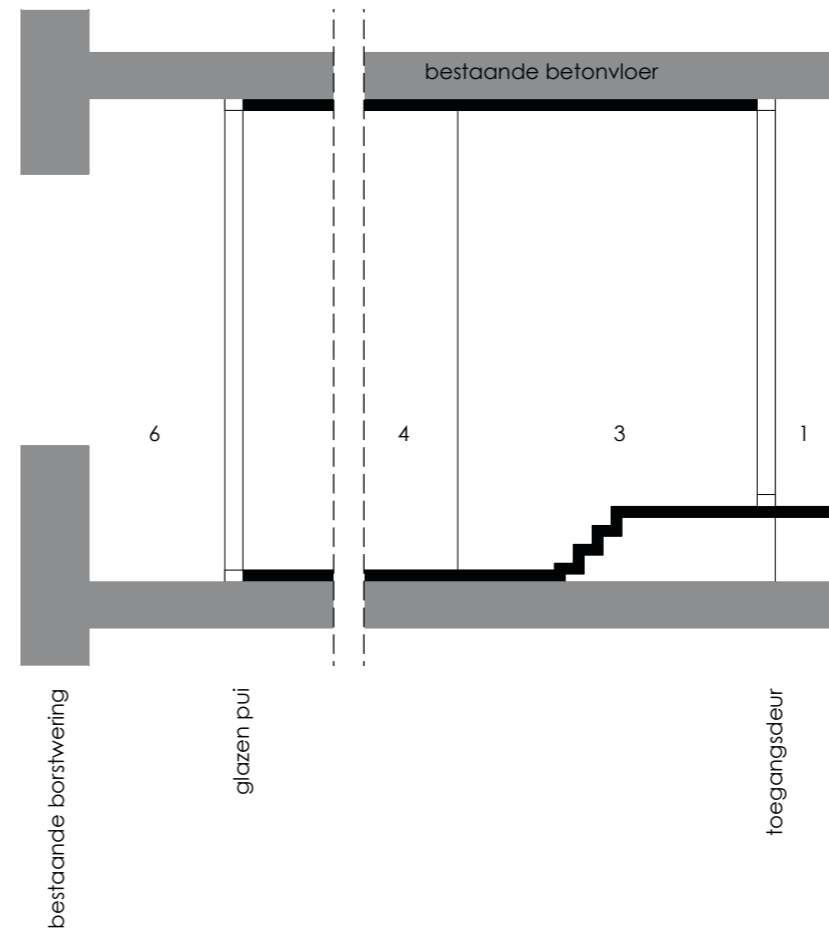 bestaande betonvloer
6
4
3
1
bestaande borstwering
glazen pui
toegangsdeur